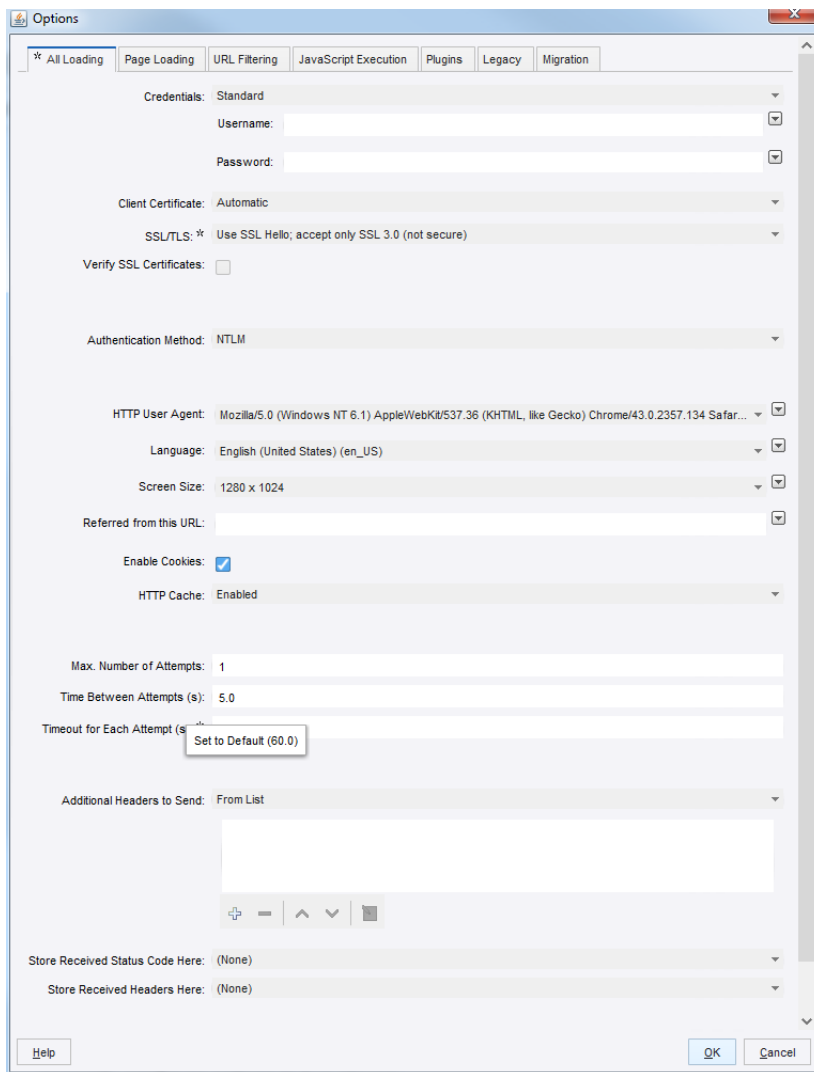 Options
* All Loading Page Loading URL Filtering JavaScript Execution Plugins Legacy Migration
Credentials: Standard
Username:
Password:
Client Certificate: Automatic
SSL/TLS: * Use SSL Hello; accept only SSL 3.0 (not secure)
Verify SSL Certificates:
Authentication Method: NTLM
HTTP User Agent: Mozilla/5.0 (Windows NT 6.1) AppleWebKit/537.36 (KHTML, like Gecko) Chrome/43.0.2357.134 Safar...
Language: English (United States) (en_US)
Screen Size: 1280 x 1024
Referred from this URL:
Enable Cookies:
HTTP Cache: Enabled
Max. Number of Attempts: 1
Time Between Attempts (s): 5.0
Timeout for Each Attempt (s *
Set to Default (60.0)
Additional Headers to Send: From List
Store Received Status Code Here: (None)
Store Received Headers Here: (None)
Help OK Cancel